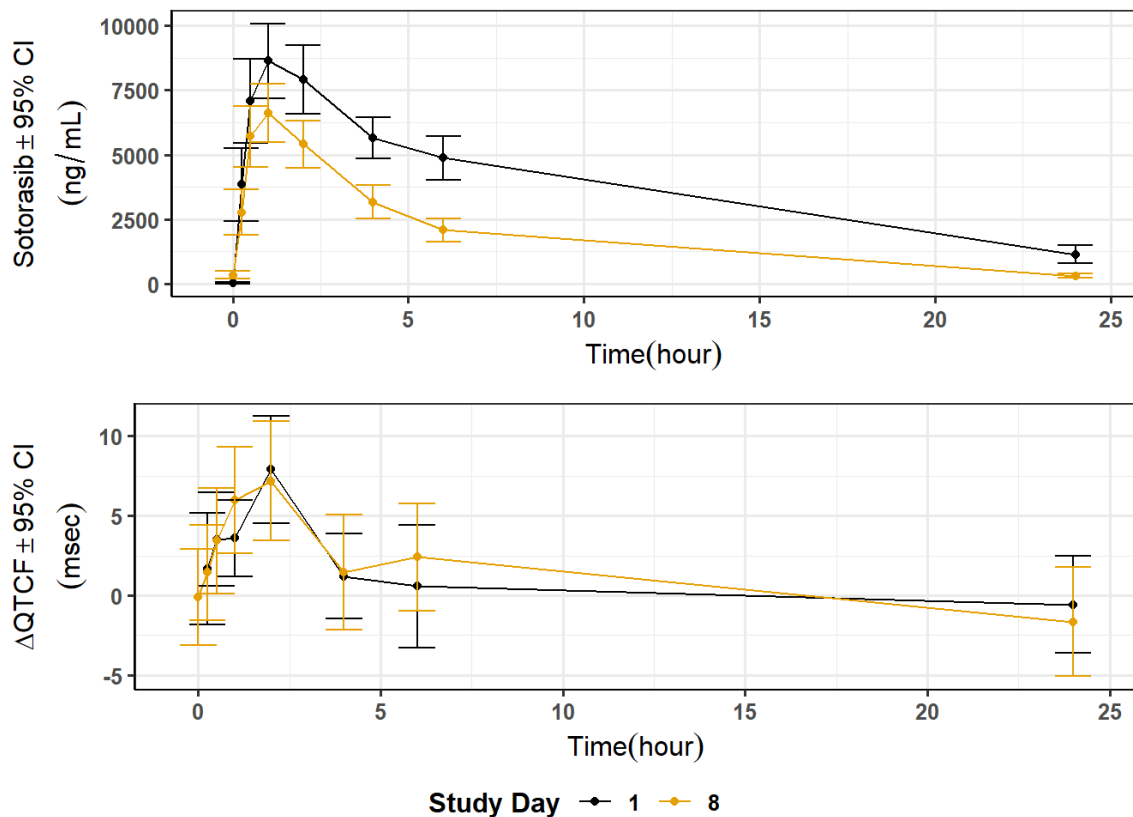 Sotorasib ± 95% CI
(ng/mL)
10000
7500
5000
2500
0
0 5 10 15 20 25
Time(hour)
ΔQTCF ± 95% CI
(msec)
10
5
0
-5
0 5 10 15 20 25
Time(hour)
Study Day 1 8